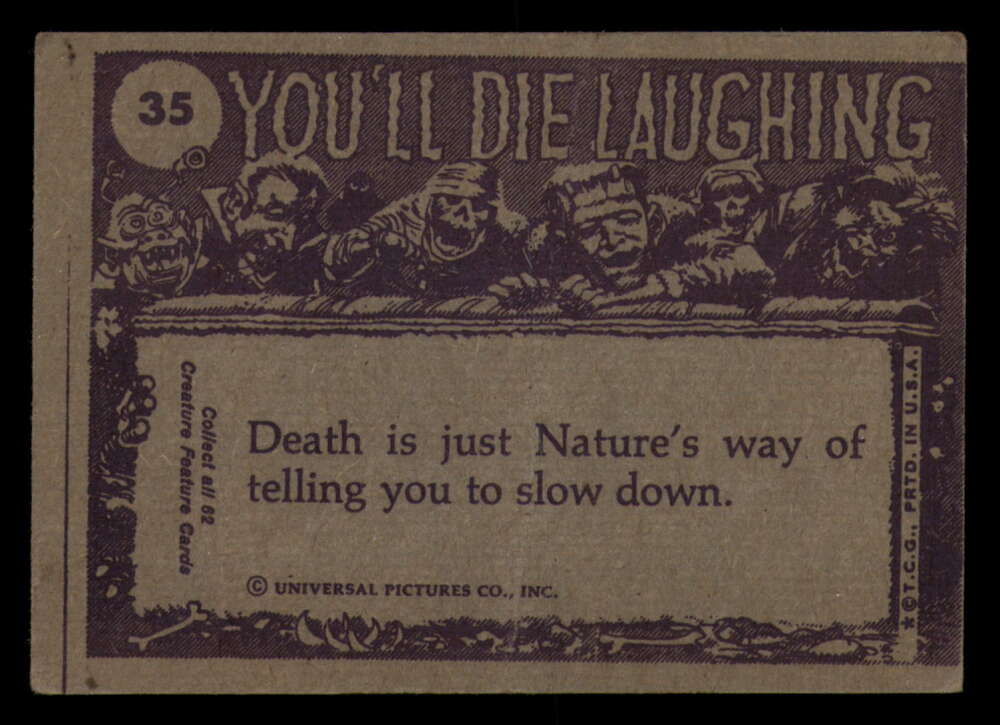 35
YOU'LL DIE LAUGHING
Collect all 62
Creature Feature Cards
Death is just Nature's way of
telling you to slow down.
© UNIVERSAL PICTURES CO., INC.
*©T.C.G., PRTD. IN U.S.A.